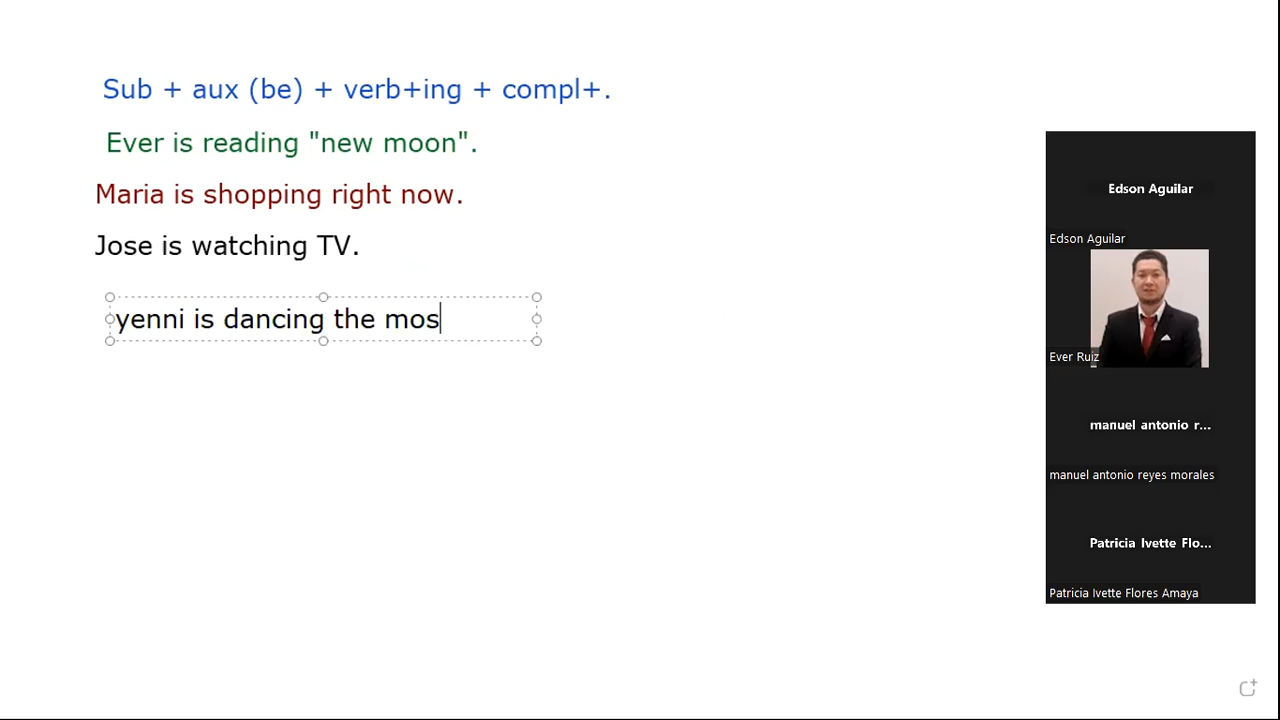 Sub + aux (be) + verb+ing + compl+.
Ever is reading "new moon".
Maria is shopping right now.
Jose is watching TV.
yenni is dancing the mos
Edson Aguilar
Edson Aguilar
Ever Ruiz
manuel antonio r...
manuel antonio reyes morales
Patricia Ivette Flo...
Patricia Ivette Flores Amaya